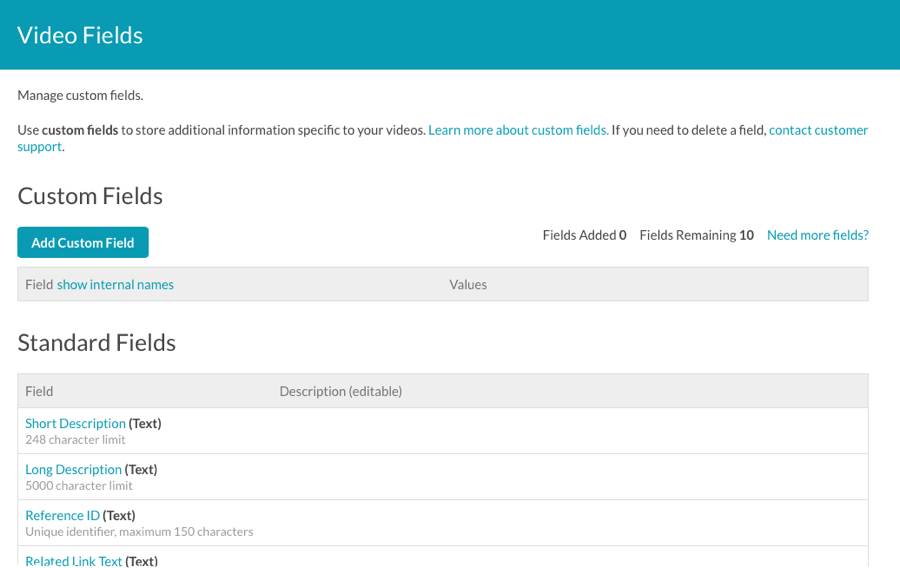 Video Fields
Manage custom fields.
Use custom fields to store additional information specific to your videos. Learn more about custom fields. If you need to delete a field, contact customer
support.
Custom Fields
Add Custom Field
Fields Added 0 Fields Remaining 10 Need more fields?
Field show internal names Values
Standard Fields
Field Description (editable)
Short Description (Text)
248 character limit
Long Description (Text)
5000 character limit
Reference ID (Text)
Unique identifier, maximum 150 characters
Related Link Text (Text)